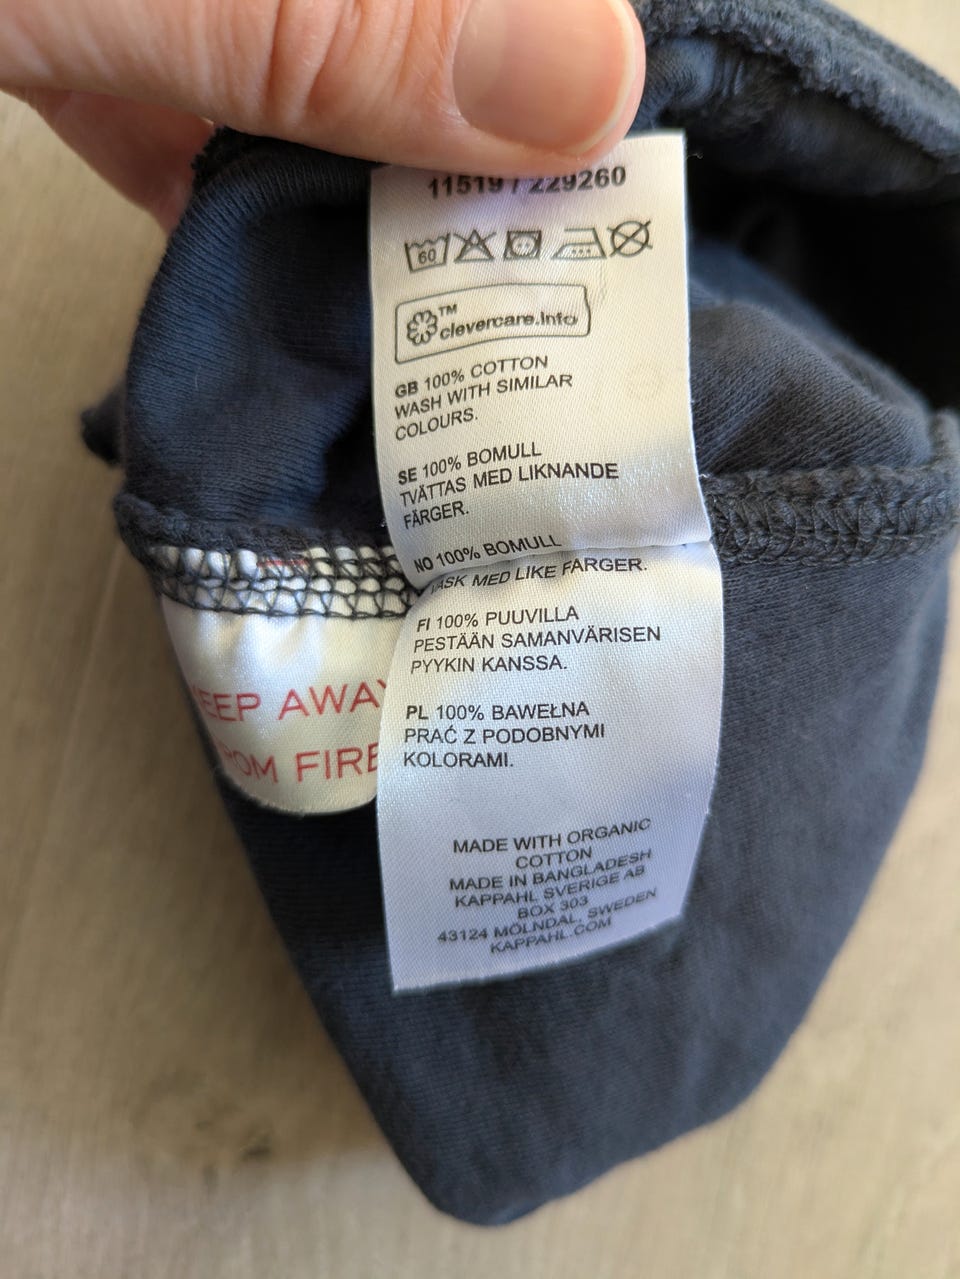 11519 / 229260
60
TM
clevercare.info
GB 100% COTTON
WASH WITH SIMILAR
COLOURS.
SE 100% BOMULL
TVÄTTAS MED LIKNANDE
FÄRGER.
NO 100% BOMULL
VASK MED LIKE FARGER.
FI 100% PUUVILLA
PESTÄÄN SAMANVÄRISEN
PYYKIN KANSSA.
PL 100% BAWEŁNA
PRAĆ Z PODOBNYMI
KOLORAMI.
MADE WITH ORGANIC
COTTON
MADE IN BANGLADESH
KAPPAHL SVERIGE AB
BOX 303
43124 MÖLNDAL, SWEDEN
KAPPAHL.COM
KEEP AWAY
FROM FIRE